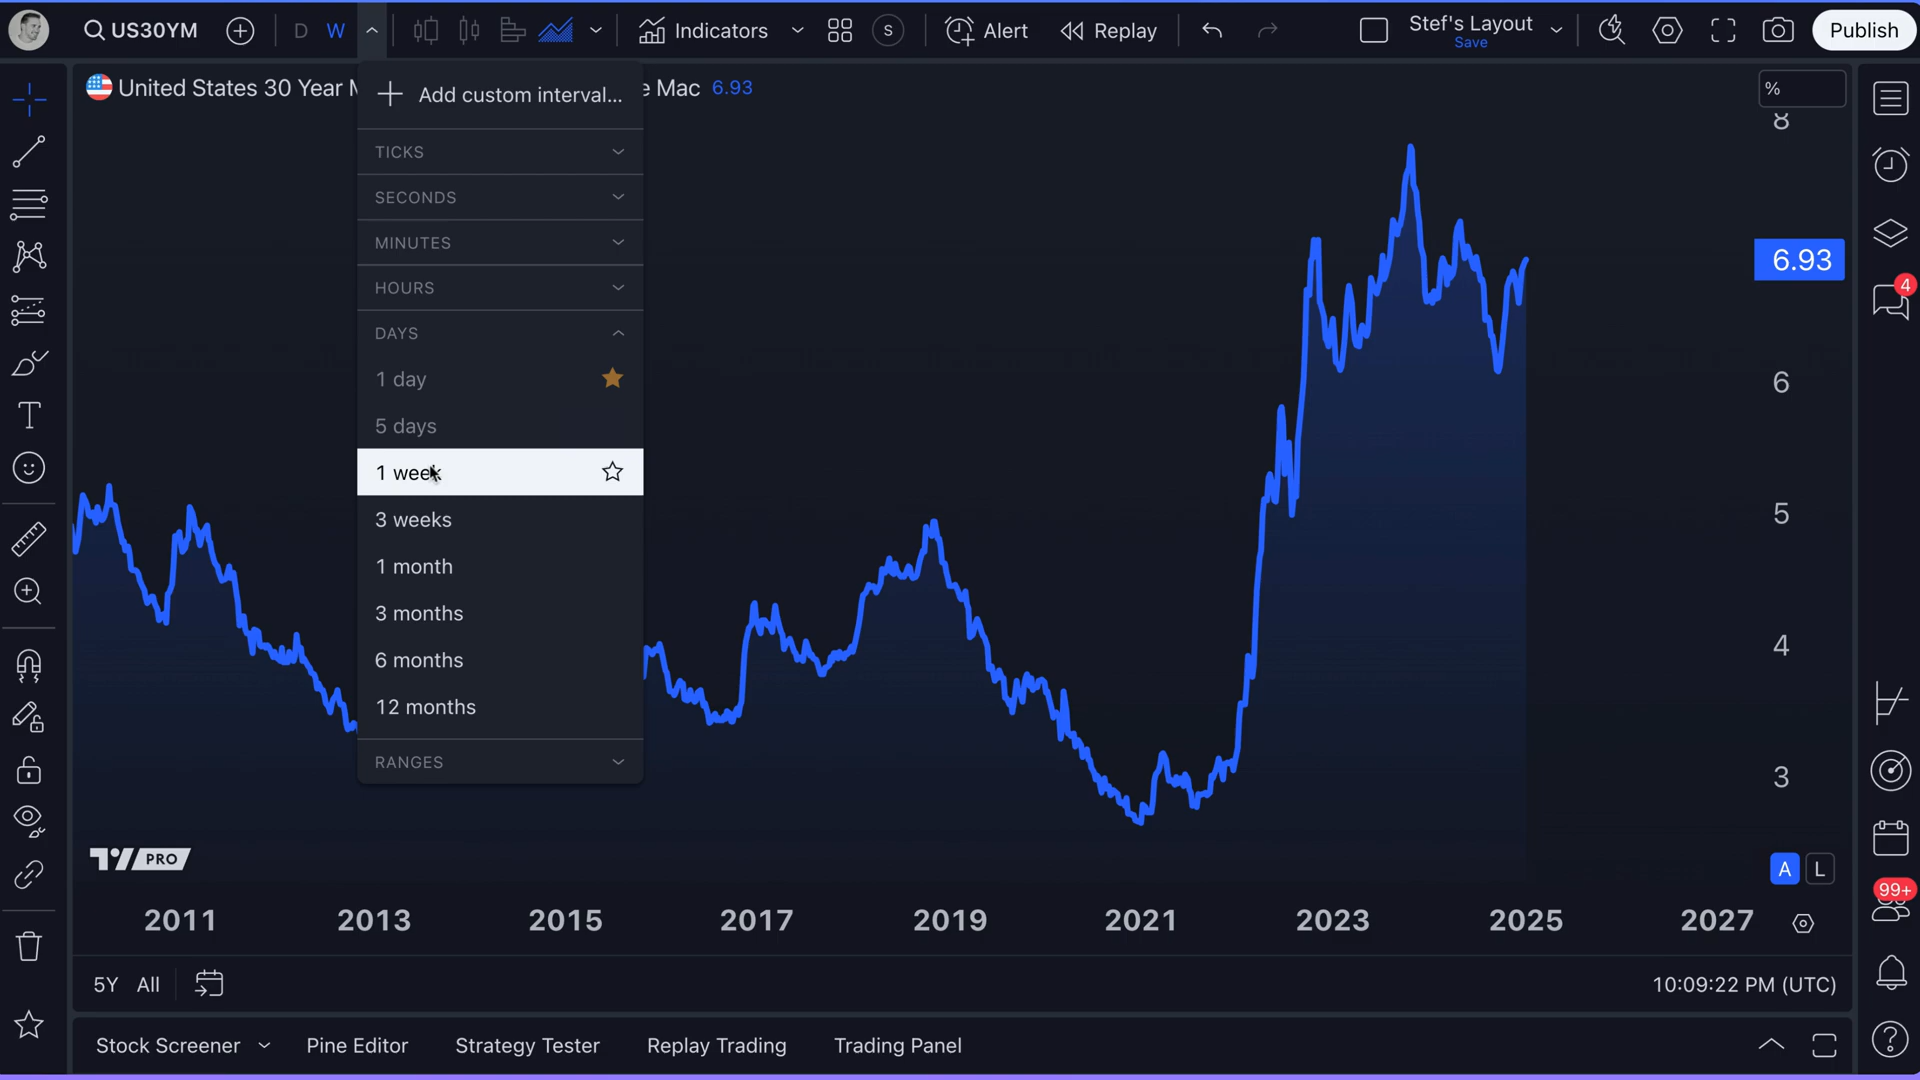 US30YM D W Indicators S Alert Replay Stef's Layout Publish
Save
United States 30 Year M e Mac 6.93
%
Add custom interval...
8
TICKS
SECONDS
MINUTES
6.93
HOURS
4
DAYS
1 day
6
5 days
1 week
3 weeks
5
1 month
3 months
4
6 months
12 months
RANGES
3
PRO
A L
99+
2011 2013 2015 2017 2019 2021 2023 2025 2027
5Y All 10:09:22 PM (UTC)
Stock Screener Pine Editor Strategy Tester Replay Trading Trading Panel